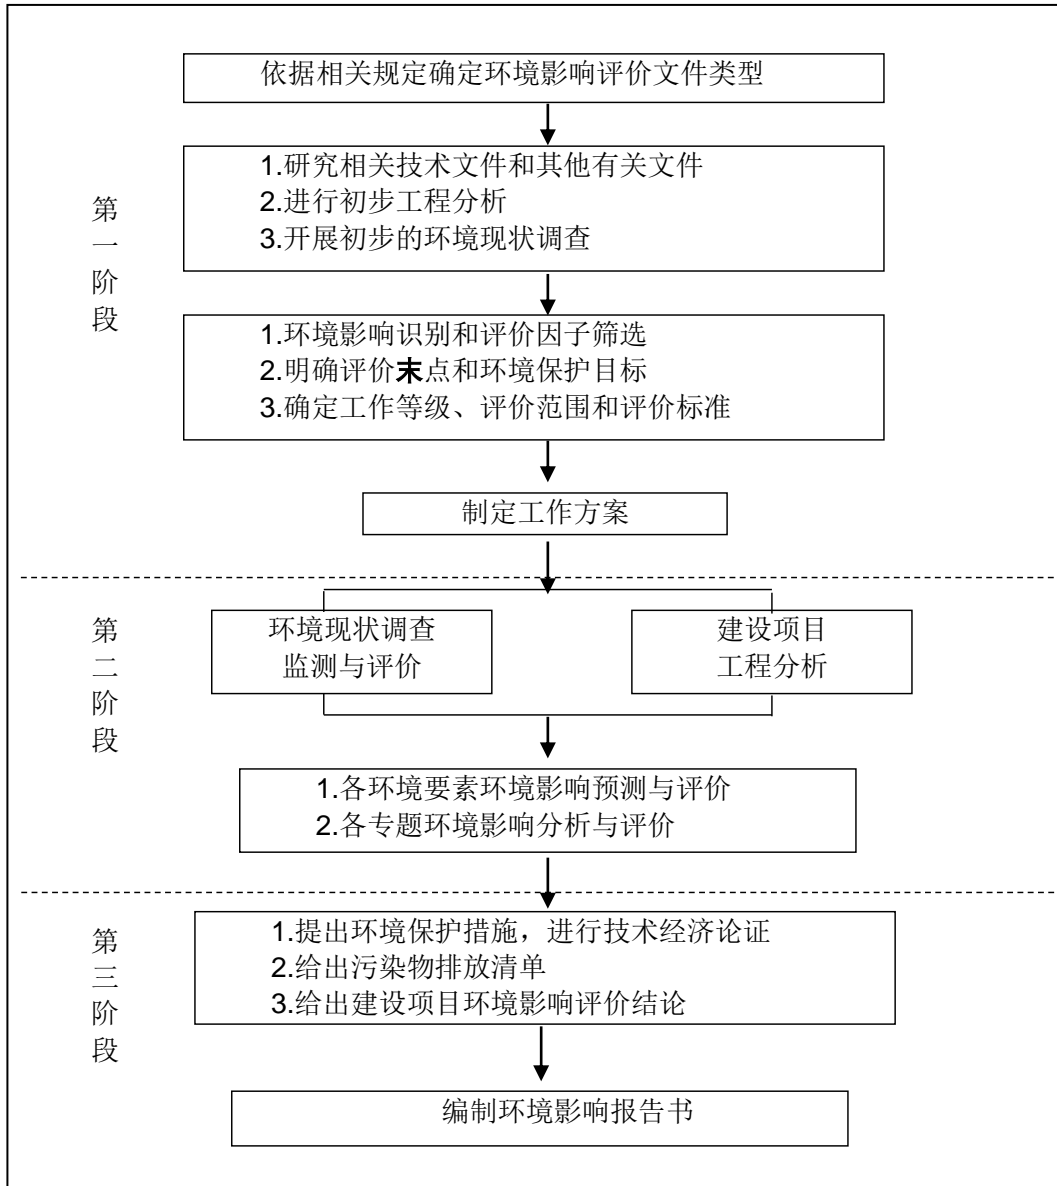 依据相关规定确定环境影响评价文件类型
第一阶段
1.研究相关技术文件和其他有关文件
2.进行初步工程分析
3.开展初步的环境现状调查
1.环境影响识别和评价因子筛选
2.明确评价末点和环境保护目标
3.确定工作等级、评价范围和评价标准
制定工作方案
第二阶段
环境现状调查
监测与评价
建设项目
工程分析
1.各环境要素环境影响预测与评价
2.各专题环境影响分析与评价
第三阶段
1.提出环境保护措施，进行技术经济论证
2.给出污染物排放清单
3.给出建设项目环境影响评价结论
编制环境影响报告书